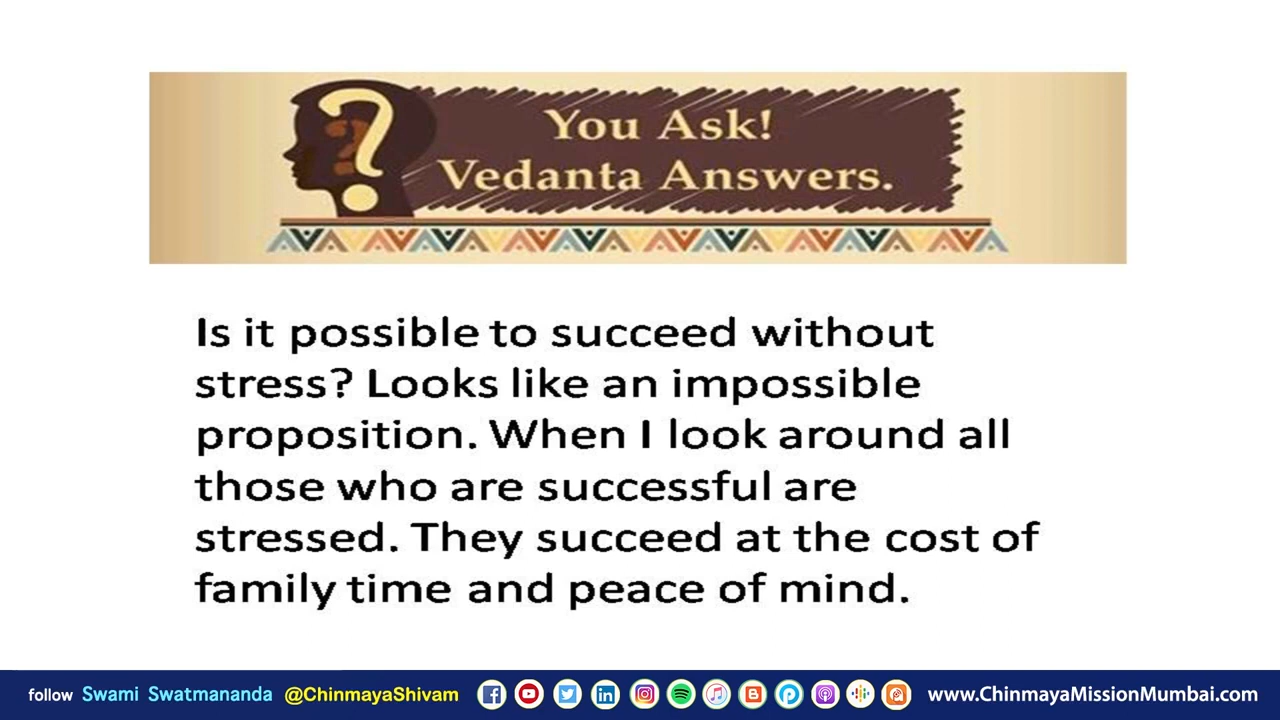 You Ask!
Vedanta Answers.
Is it possible to succeed without
stress? Looks like an impossible
proposition. When I look around all
those who are successful are
stressed. They succeed at the cost of
family time and peace of mind.
follow Swami Swatmananda @ChinmayaShivam www.ChinmayaMissionMumbai.com